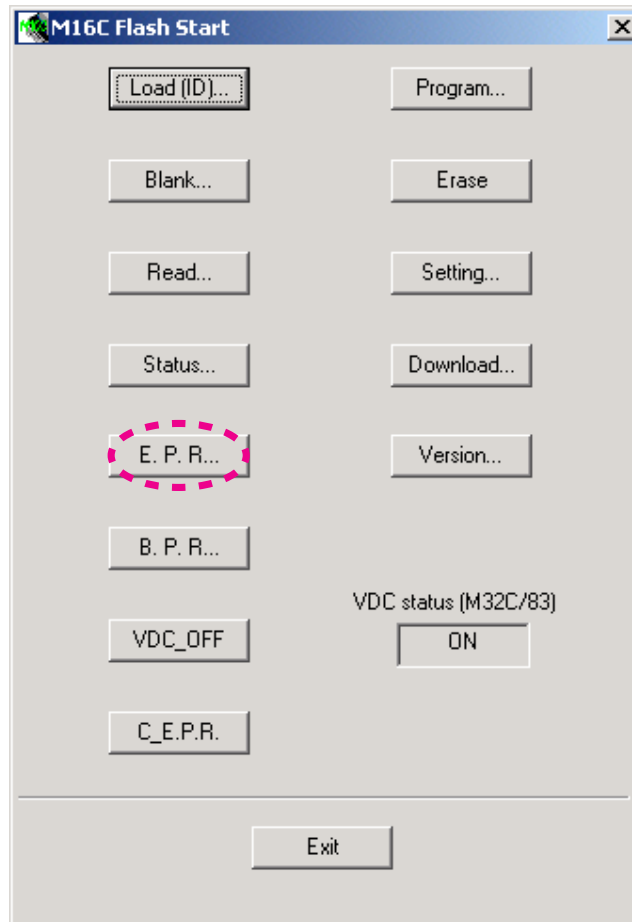 M16C Flash Start
Load (ID)...
Program...
Blank...
Erase
Read...
Setting...
Status...
Download...
E. P. R...
Version...
B. P. R...
VDC status (M32C/83)
VDC_OFF
ON
C_E.P.R.
Exit